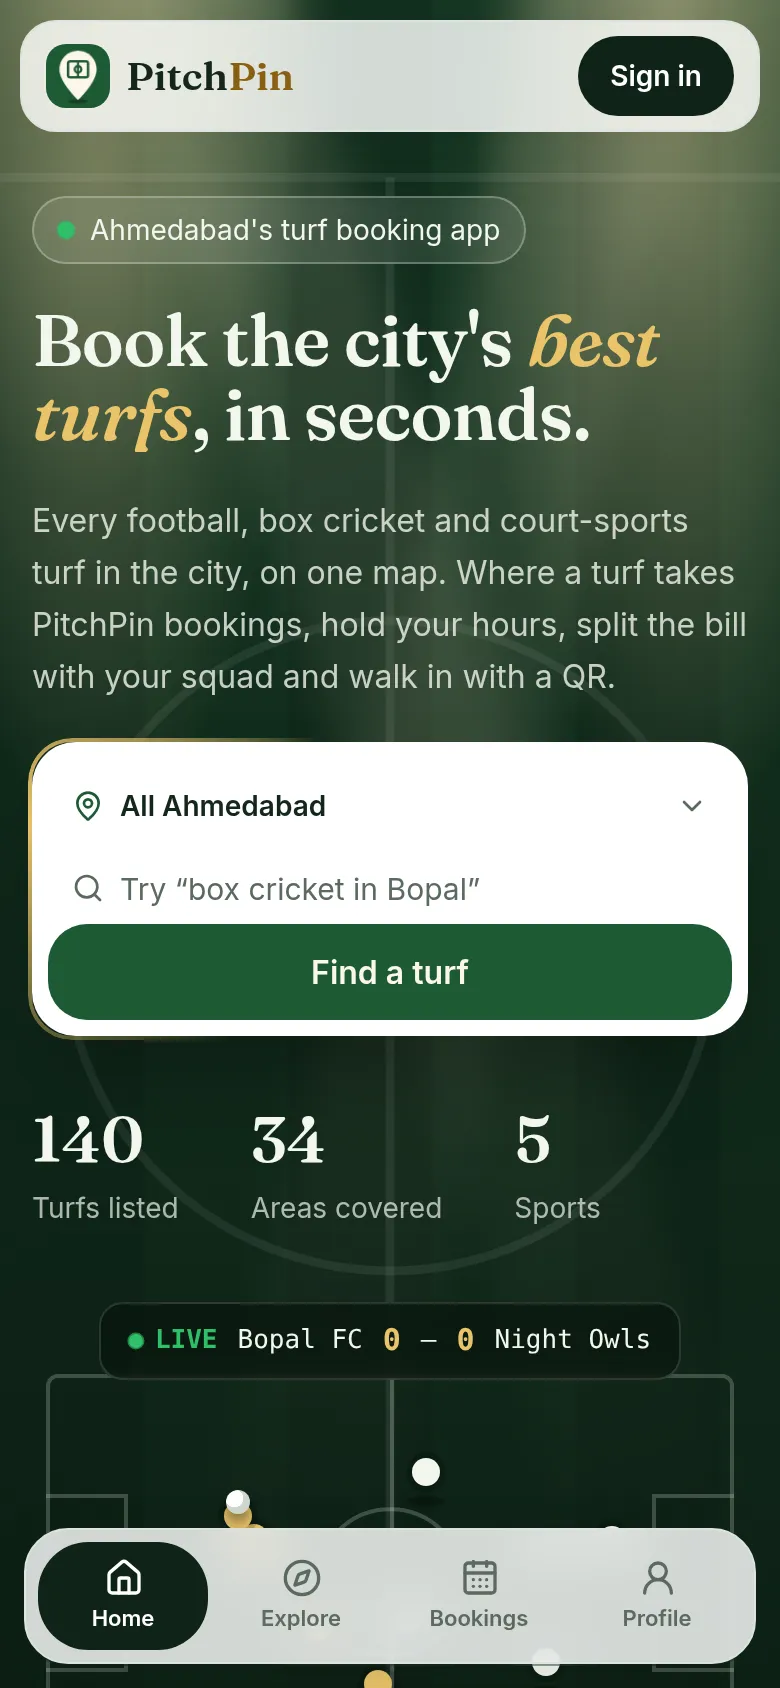 PitchPin
Sign in
Ahmedabad's turf booking app
Book the city's best
turfs, in seconds.
Every football, box cricket and court-sports
turf in the city, on one map. Where a turf takes
PitchPin bookings, hold your hours, split the bill
with your squad and walk in with a QR.
All Ahmedabad
Try “box cricket in Bopal”
Find a turf
140 34 5
Turfs listed Areas covered Sports
LIVE Bopal FC 0 – 0 Night Owls
Home Explore Bookings Profile